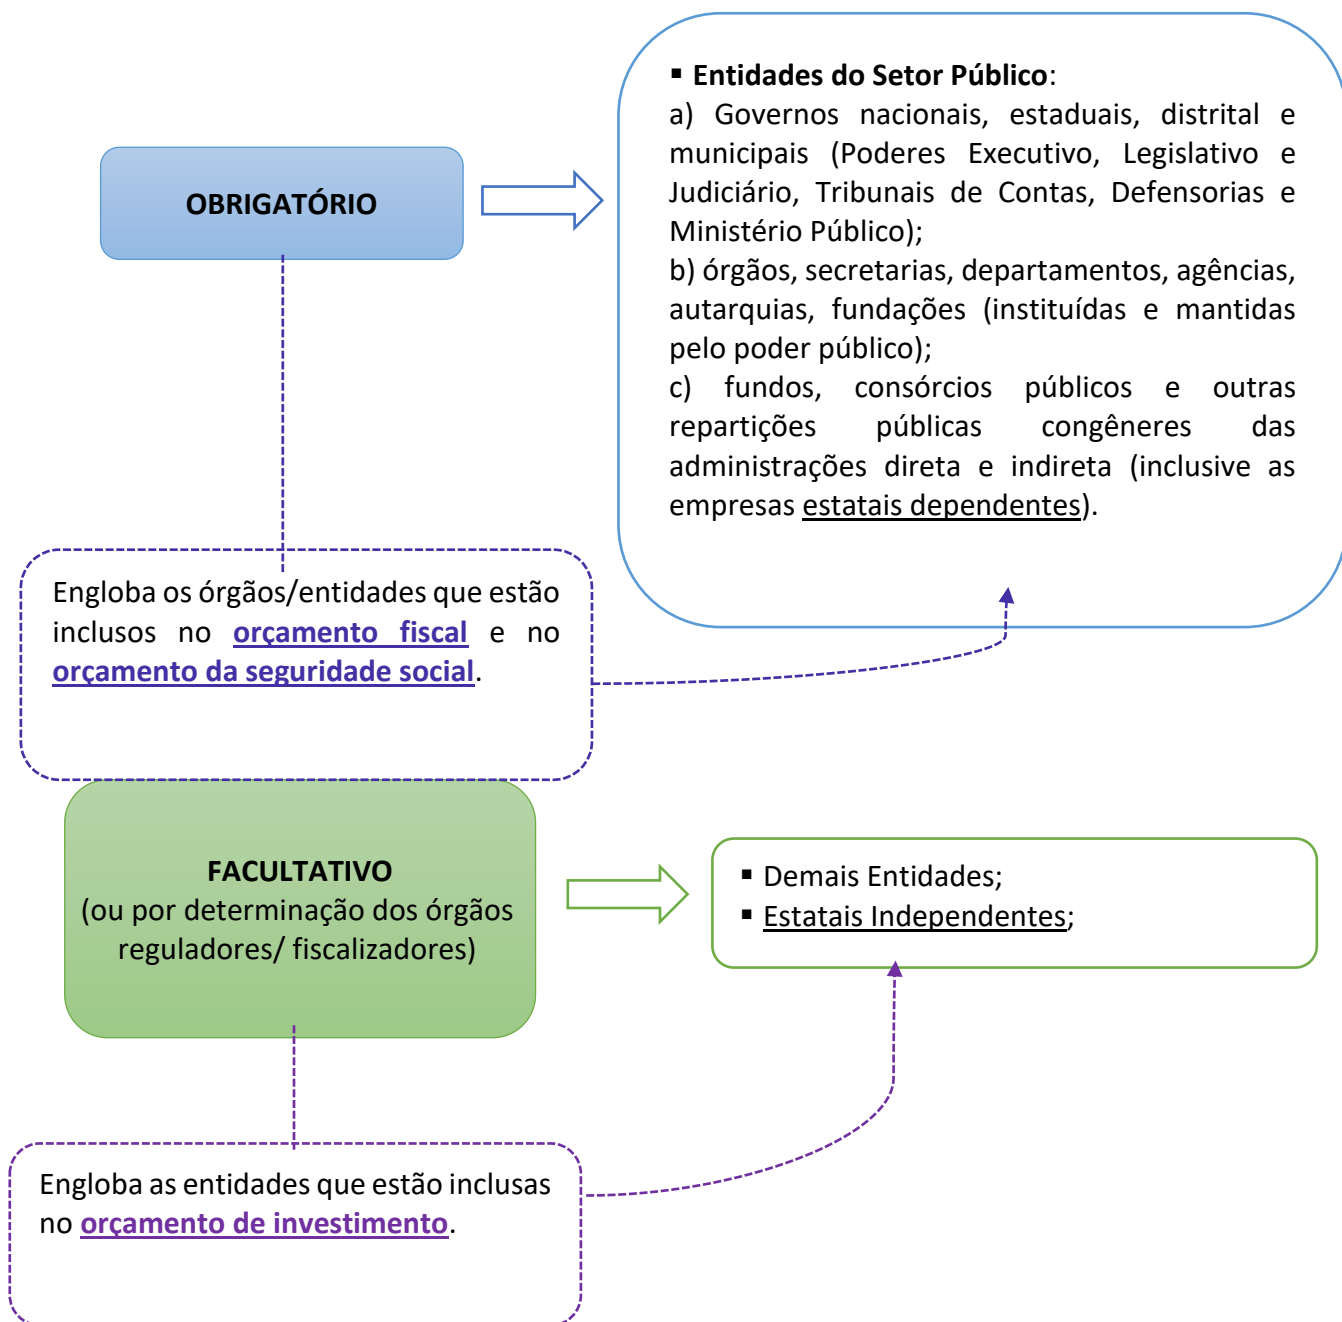 ▪ Entidades do Setor Público:
a) Governos nacionais, estaduais, distrital e
municipais (Poderes Executivo, Legislativo e
Judiciário, Tribunais de Contas, Defensorias e
Ministério Público);
b) órgãos, secretarias, departamentos, agências,
autarquias, fundações (instituídas e mantidas
pelo poder público);
c) fundos, consórcios públicos e outras
repartições públicas congêneres das
administrações direta e indireta (inclusive as
empresas estatais dependentes).
OBRIGATÓRIO
Engloba os órgãos/entidades que estão
inclusos no orçamento fiscal e no
orçamento da seguridade social.
FACULTATIVO
(ou por determinação dos órgãos
reguladores/ fiscalizadores)
▪ Demais Entidades;
▪ Estatais Independentes;
Engloba as entidades que estão inclusas
no orçamento de investimento.